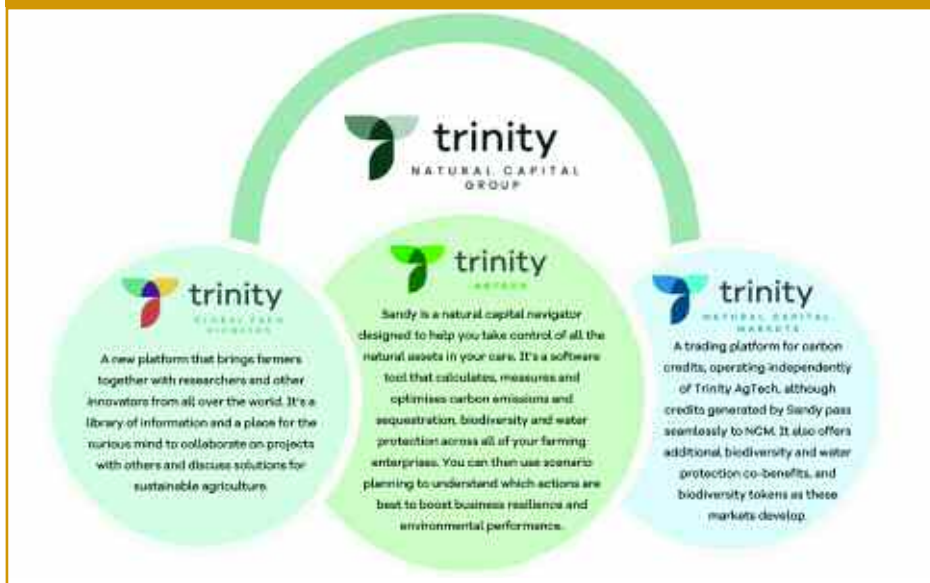 trinity
NATURAL CAPITAL
GROUP
trinity
GLOBAL FARM
A new platform that brings farmers
together with researchers and other
innovators from all over the world. It's a
library of information and a place for the
curious mind to collaborate on projects
with others and discuss solutions for
sustainable agriculture.
trinity
AGTECH
Sandy is a natural capital navigator
designed to help you take control of all the
natural assets in your care. It's a software
tool that calculates, measures and
optimises carbon emissions and
sequestration, biodiversity and water
protection across all of your farming
enterprises. You can then use scenario
planning to understand which actions are
best to boost business resilience and
environmental performance.
trinity
NATURAL CAPITAL
MARKETS
A trading platform for carbon
credits, operating independently
of Trinity AgTech, although
credits generated by Sandy pass
seamlessly to NCM. It also offers
additional biodiversity and water
protection co-benefits, and
biodiversity tokens as these
markets develop.